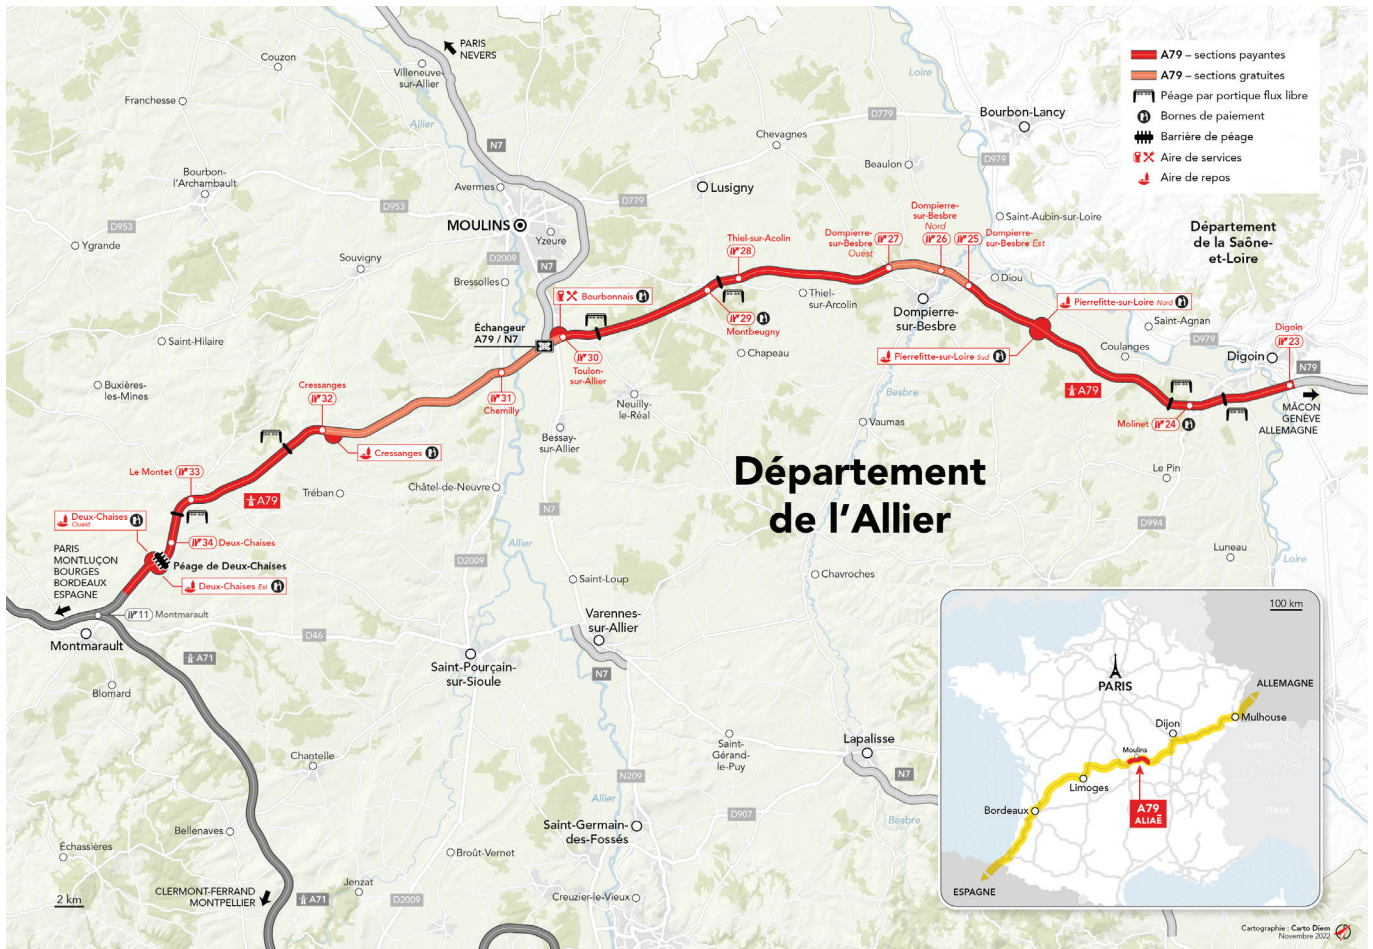 PARIS
NEVERS
Couzon
Villeneuve-
sur-Allier
Franchesse
Allier
N7
Loire
Bourbon-Lancy
D779
Chevagnes
D979
Beaulon
A79 – sections payantes
A79 – sections gratuites
Péage par portique flux libre
Bornes de paiement
Barrière de péage
Aire de services
Aire de repos
Bourbon-
l'Archambault
Avermes
Lusigny
D953
D953
D779
MOULINS
Yzeure
Ygrande
Souvigny
D2009
N7
Bressolles
Dompierre-
sur-Besbre
Nord
26
Dompierre-
sur-Besbre
Ouest
27
25
Dompierre-
sur-Besbre Est
Saint-Aubin-sur-Loire
Département
de la Saône-
et-Loire
Thiel-sur-Acolin
28
Diou
Thiel-
sur-Arcolin
Dompierre-
sur-Besbre
Bourbonnais
29
Montbeugny
Pierrefitte-sur-Loire Nord
Saint-Agnan
Échangeur
A79 / N7
Saint-Hilaire
30
Toulon-
sur-Allier
Chapeau
Pierrefitte-sur-Loire Sud
Coulanges
D979
Digoin
23
Digoin
N79
Buxières-
les-Mines
Cressanges
32
31
Chemilly
Neuilly-
le-Réal
Besbre
A79
MÂCON
GENÈVE
ALLEMAGNE
Molinet
24
Vaumas
Bessay-
sur-Allier
Cressanges
Le Montet
33
Tréban
Châtel-de-Neuvre
A79
Département
de l'Allier
Le Pin
N7
D994
Deux-Chaises
Ouest
34
Deux-Chaises
Péage de Deux-Chaises
Deux-Chaises Est
PARIS
MONTLUÇON
BOURGES
BORDEAUX
ESPAGNE
Allier
D2009
Saint-Loup
Chavroches
Luneau
Loire
11
Montmarault
Montmarault
D46
A71
Varennes-
sur-Allier
N7
Saint-Pourçain-
sur-Sioule
Blomard
Chantelle
Saint-
Gérand-
le-Puy
Lapalisse
N7
N209
Allier
D907
Besbre
Bellenaves
Saint-Germain-
des-Fossés
Échassières
Broût-Vernet
Jenzat
D2009
Creuzier-le-Vieux
CLERMONT-FERRAND
MONTPELLIER
A71
2 km
100 km
PARIS
ALLEMAGNE
Mulhouse
Dijon
SUISSE
Moulins
Limoges
Bordeaux
A79
ALIAE
ITALIE
ESPAGNE
Cartographie : Carto Diem
Novembre 2022